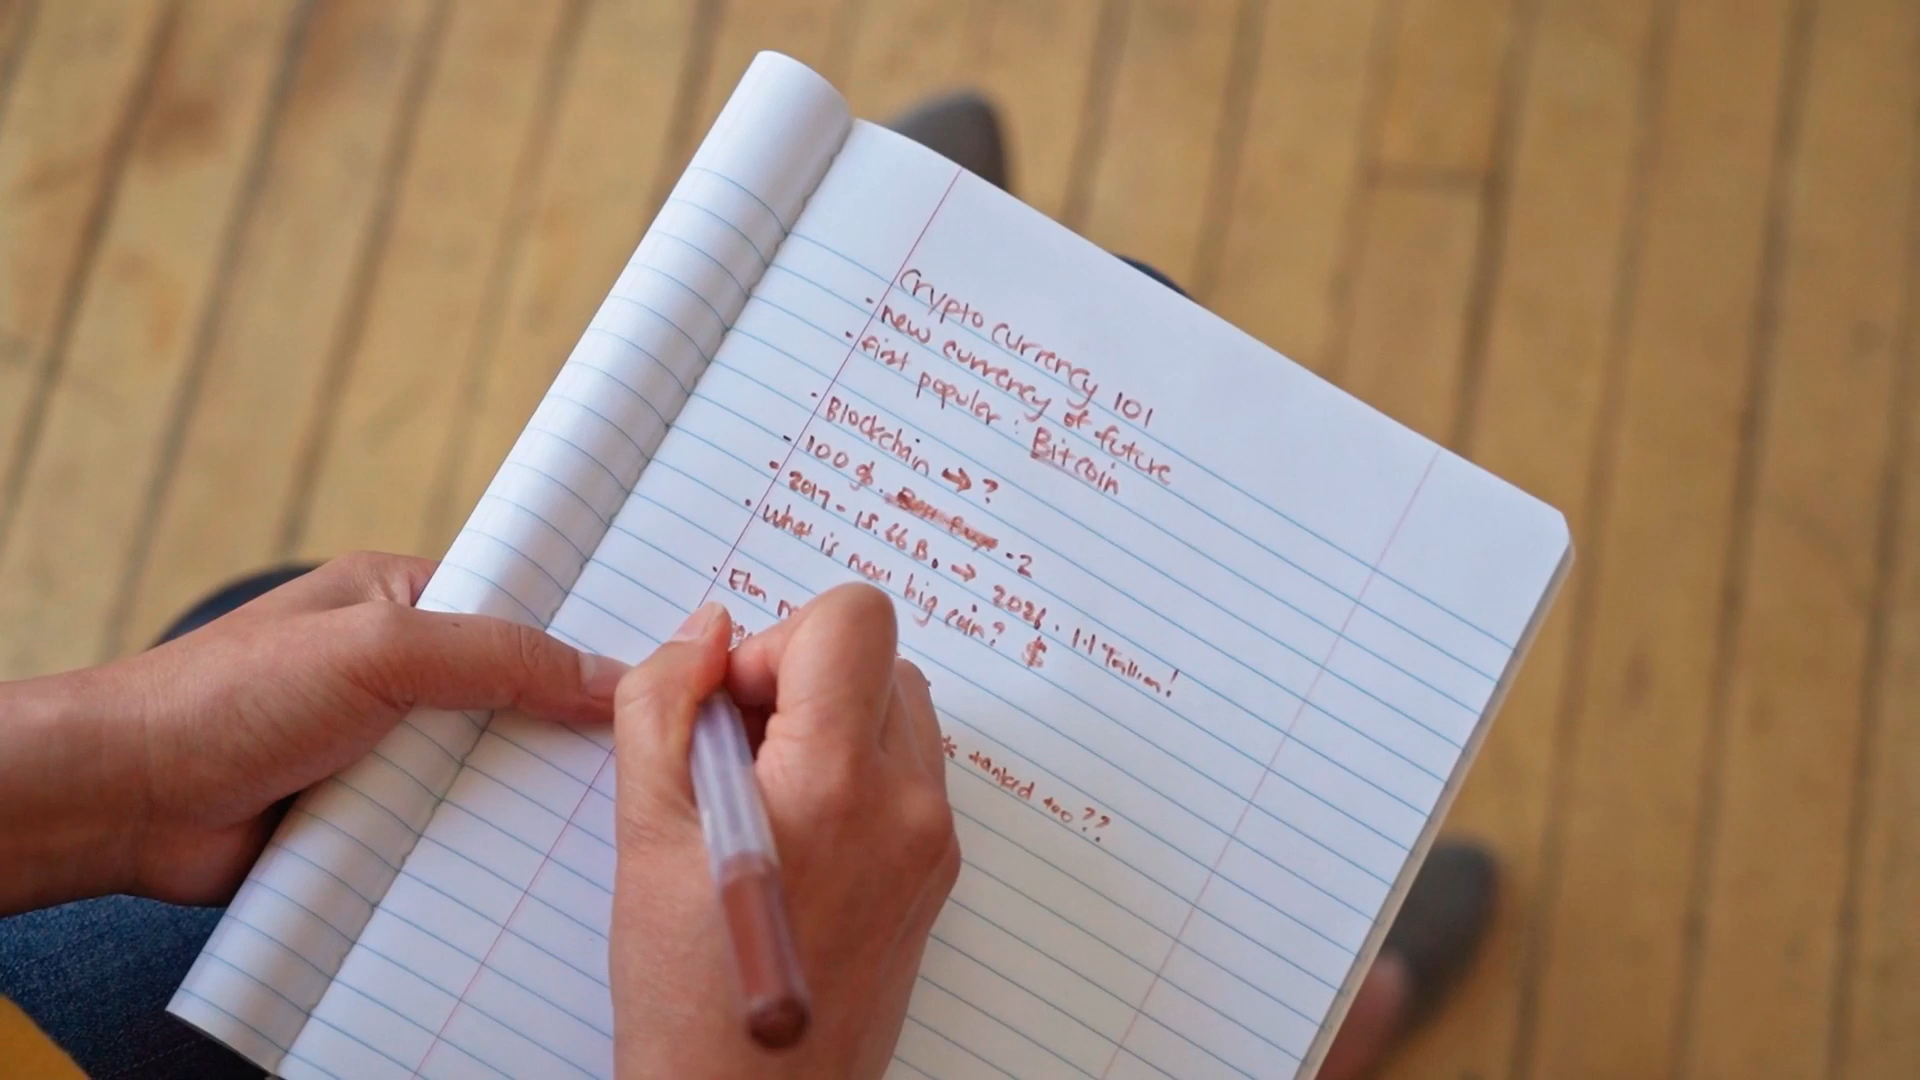 Crypto Currency 101
- new currency of future
- first popular : Bitcoin
- Blockchain → ?
- 100 -2
- 2017 - 15.66 B. → 2021. 1.1 Trillion!
• What is next big coin? $
• Elon
tanked too??